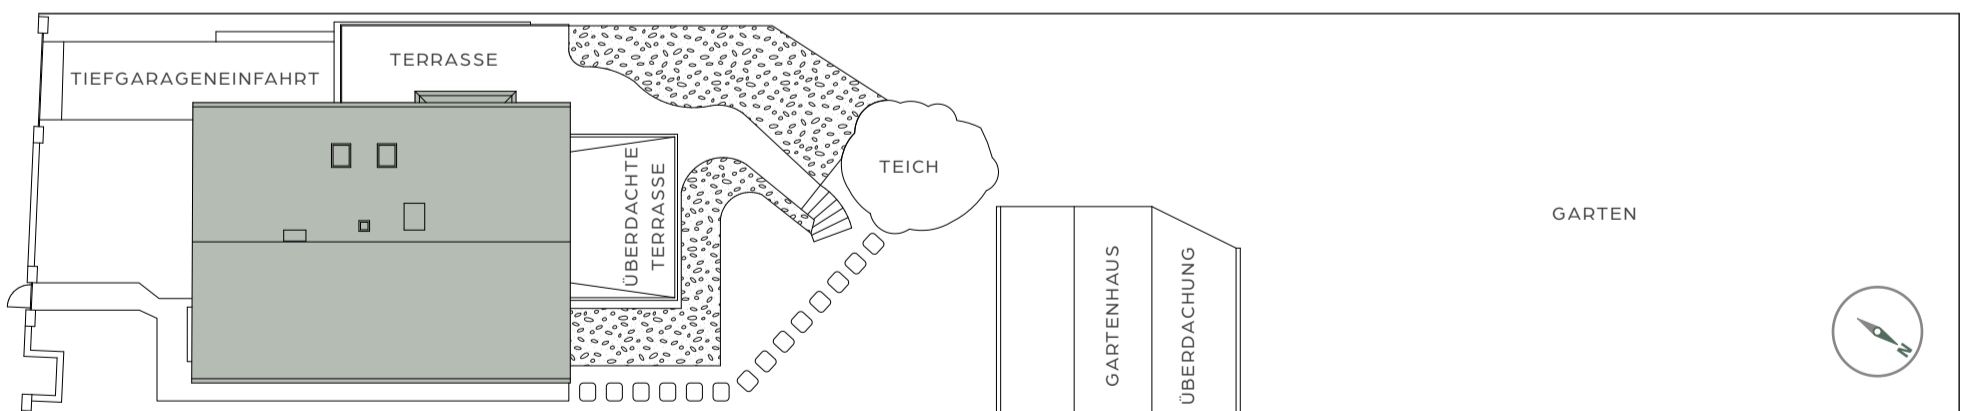 TERRASSE
TIEFGARAGENEINFAHRT
ÜBERDACHTE
TERRASSE
TEICH
GARTEN
GARTENHAUS
ÜBERDACHUNG
N